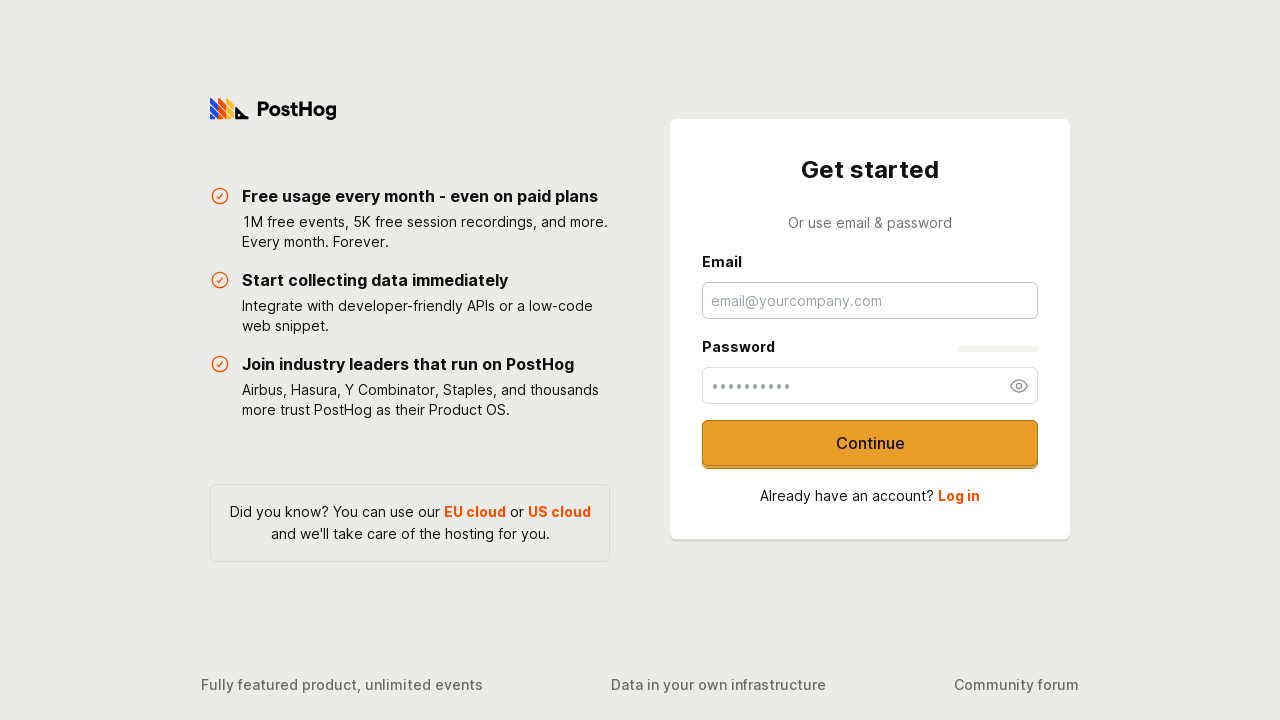 PostHog
Free usage every month - even on paid plans
1M free events, 5K free session recordings, and more.
Every month. Forever.
Start collecting data immediately
Integrate with developer-friendly APIs or a low-code
web snippet.
Join industry leaders that run on PostHog
Airbus, Hasura, Y Combinator, Staples, and thousands
more trust PostHog as their Product OS.
Did you know? You can use our EU cloud or US cloud
and we'll take care of the hosting for you.
Get started
Or use email & password
Email
email@yourcompany.com
Password
••••••••••
Continue
Already have an account? Log in
Fully featured product, unlimited events
Data in your own infrastructure
Community forum